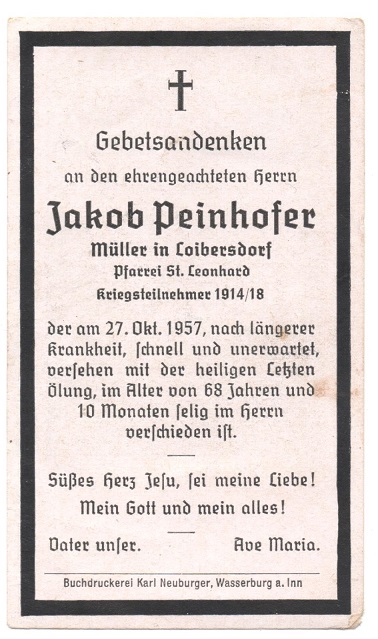 Gebetsandenken
an den ehrengeachteten Herrn
Jakob Peinhofer
Müller in Loibersdorf
Pfarrei St. Leonhard
Kriegsteilnehmer 1914/18
der am 27. Okt. 1957, nach längerer
Krankheit, schnell und unerwartet,
versehen mit der heiligen Letzten
Ölung, im Alter von 68 Jahren und
10 Monaten selig im Herrn
verschieden ist.
Süßes Herz Jesu, sei meine Liebe!
Mein Gott und mein alles!
Vater unser. Ave Maria.
Buchdruckerei Karl Neuburger, Wasserburg a. Inn